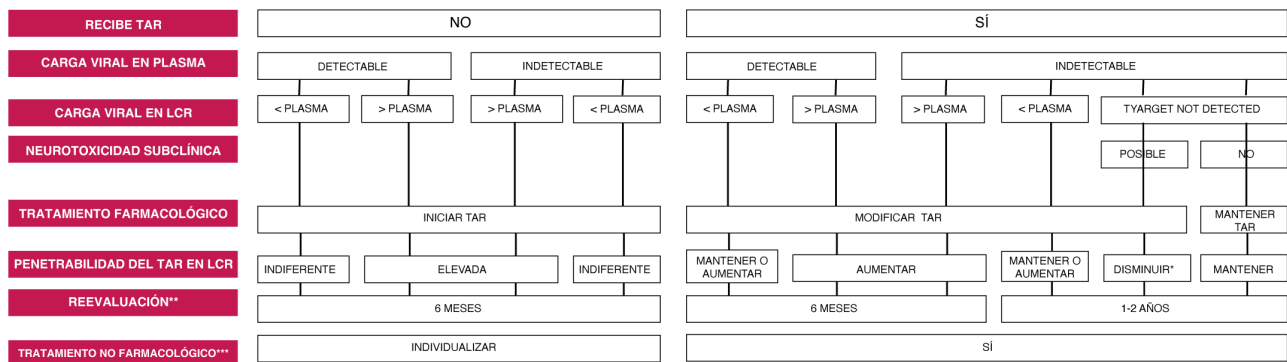 RECIBE TAR
NO
SÍ
CARGA VIRAL EN PLASMA
DETECTABLE
INDETECTABLE
DETECTABLE
INDETECTABLE
CARGA VIRAL EN LCR
< PLASMA
> PLASMA
> PLASMA
< PLASMA
< PLASMA
> PLASMA
> PLASMA
< PLASMA
TYARGET NOT DETECTED
NEUROTOXICIDAD SUBCLÍNICA
POSIBLE
NO
TRATAMIENTO FARMACOLÓGICO
INICIAR TAR
MODIFICAR TAR
MANTENER
TAR
PENETRABILIDAD DEL TAR EN LCR
INDIFERENTE
ELEVADA
INDIFERENTE
MANTENER O
AUMENTAR
AUMENTAR
MANTENER O
AUMENTAR
DISMINUIR*
MANTENER
REEVALUACIÓN**
6 MESES
6 MESES
1-2 AÑOS
TRATAMIENTO NO FARMACOLÓGICO***
INDIVIDUALIZAR
SÍ